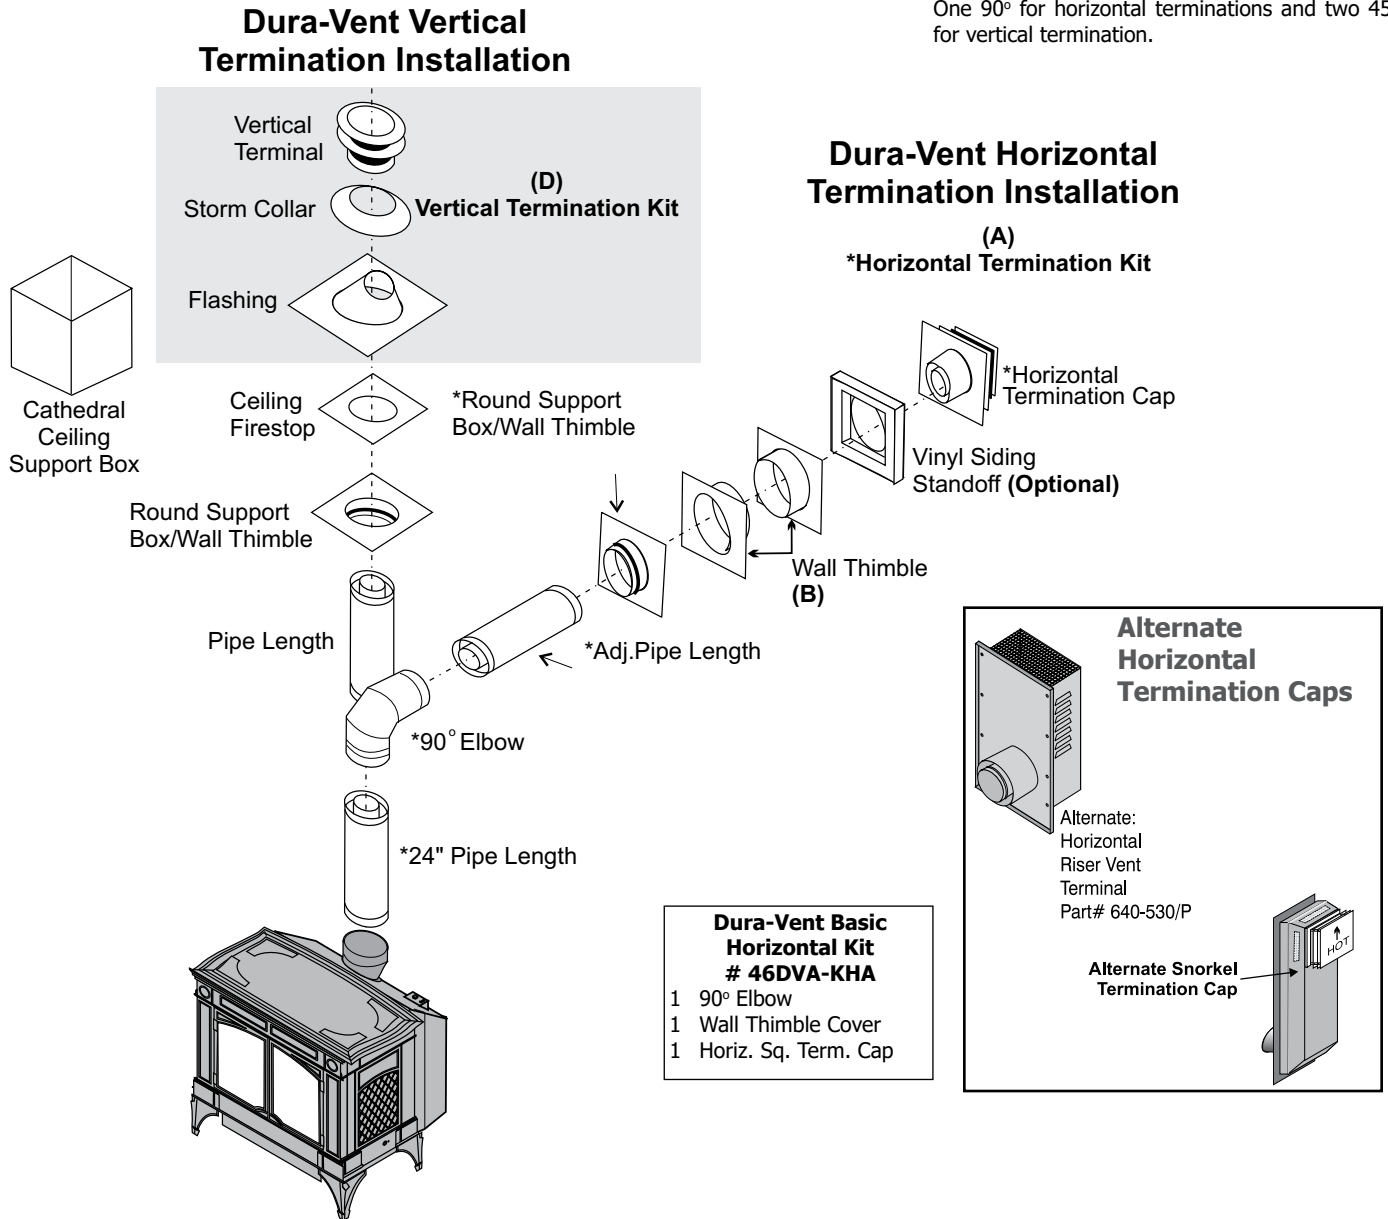 One 90° for horizontal terminations and two 45
for vertical termination.
Dura-Vent Vertical
Termination Installation
Vertical
Terminal
Storm Collar
(D)
Vertical Termination Kit
Flashing
Cathedral
Ceiling
Support Box
Ceiling
Firestop
*Round Support
Box/Wall Thimble
Round Support
Box/Wall Thimble
Pipe Length
*Adj.Pipe Length
*90° Elbow
*24" Pipe Length
Dura-Vent Horizontal
Termination Installation
(A)
*Horizontal Termination Kit
*Horizontal
Termination Cap
Vinyl Siding
Standoff (Optional)
Wall Thimble
(B)
Dura-Vent Basic
Horizontal Kit
# 46DVA-KHA
1 90° Elbow
1 Wall Thimble Cover
1 Horiz. Sq. Term. Cap
Alternate
Horizontal
Termination Caps
Alternate:
Horizontal
Riser Vent
Terminal
Part# 640-530/P
HOT
Alternate Snorkel
Termination Cap